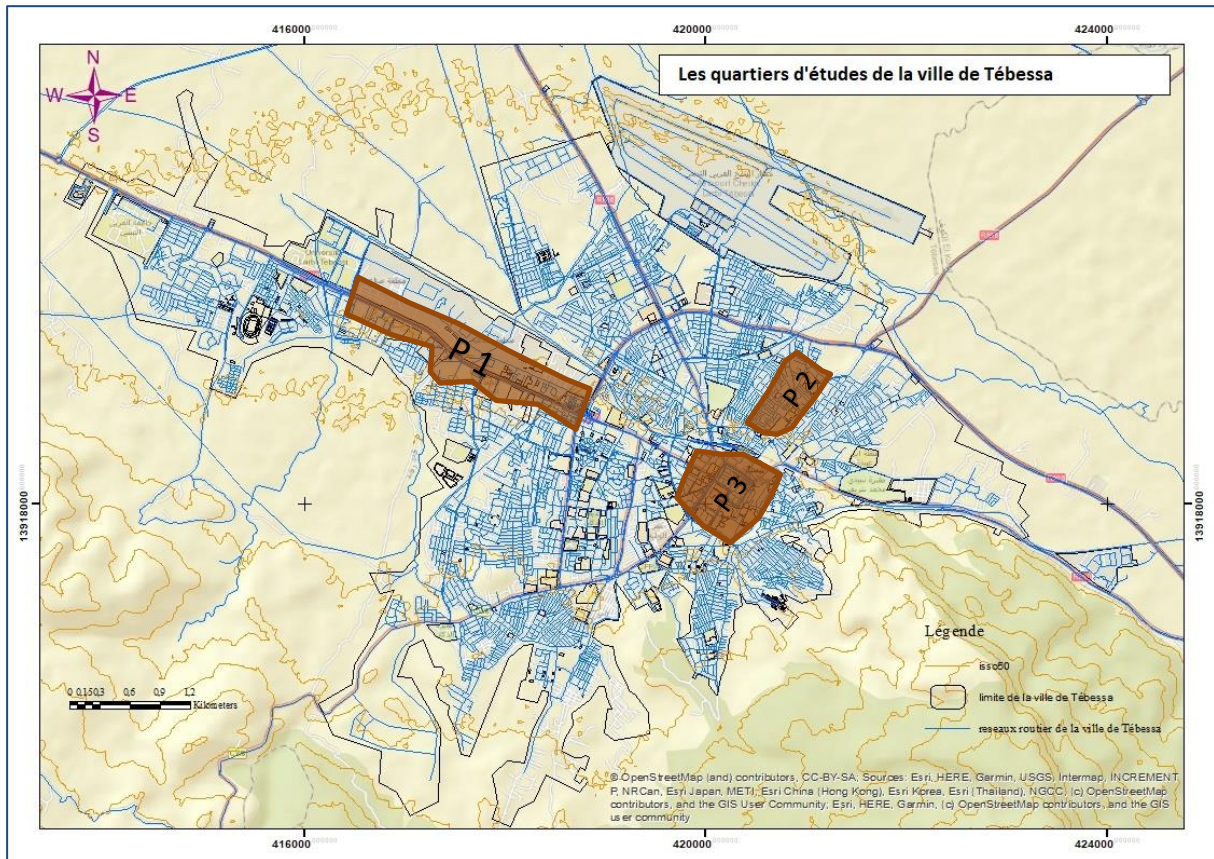 416000
420000
424000
Les quartiers d'études de la ville de Tébessa
N
W E
S
P 1
P 2
P 3
13918000
13918000
Légende
isso50
limite de la ville de Tébessa
reseaux routier de la ville de Tébessa
0 0,15 0,3 0,6 0,9 1,2
Kilometers
© OpenStreetMap (and) contributors, CC-BY-SA, Sources: Esri, HERE, Garmin, USGS, Intermap, INCREMENT
P, NRCan, Esri Japan, METI, Esri China (Hong Kong), Esri Korea, Esri (Thailand), NGCC, (c) OpenStreetMap
contributors, and the GIS User Community, Esri, HERE, Garmin, (c) OpenStreetMap contributors, and the GIS
user community
416000
420000
424000